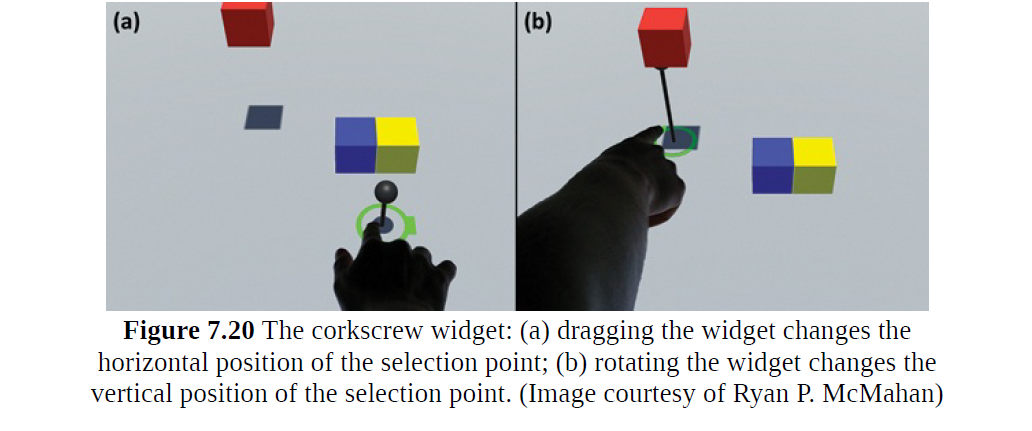 (a)
(b)
Figure 7.20 The corkscrew widget: (a) dragging the widget changes the
horizontal position of the selection point; (b) rotating the widget changes the
vertical position of the selection point. (Image courtesy of Ryan P. McMahan)